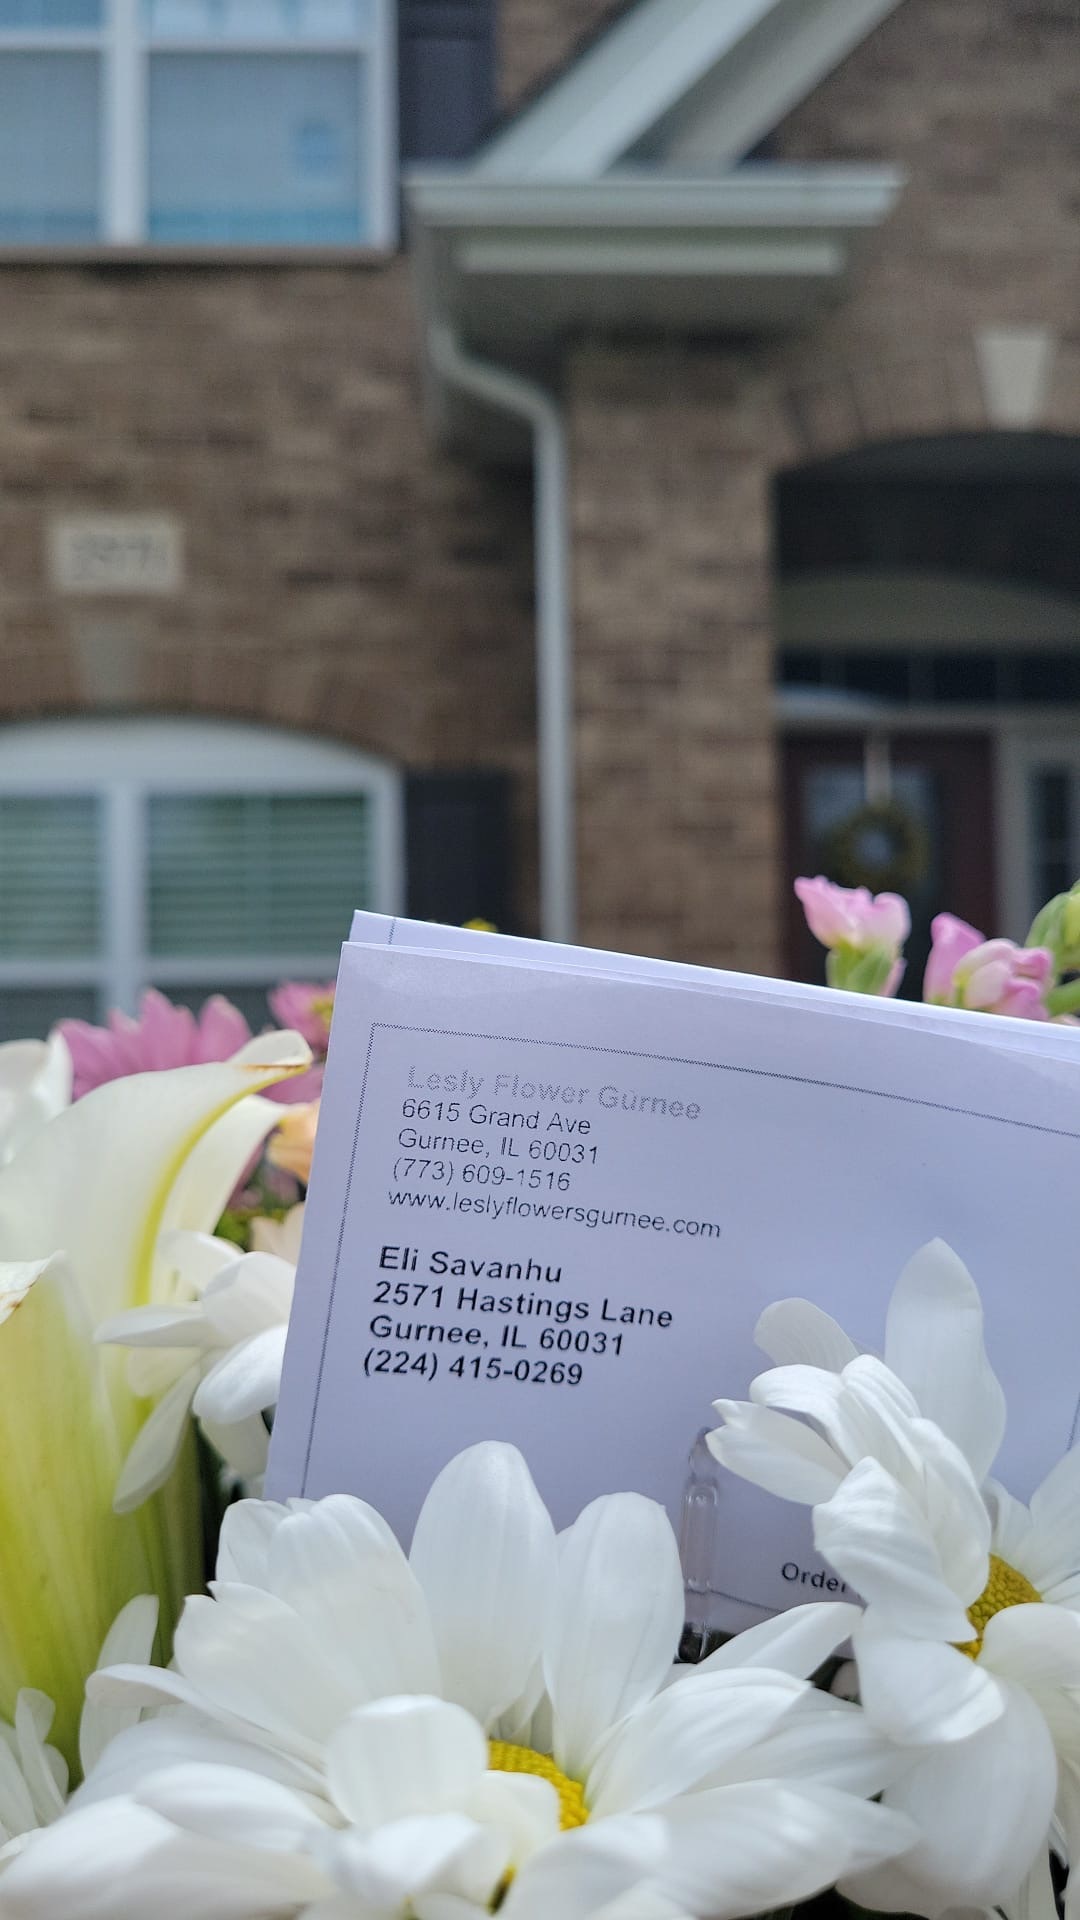 Lesly Flower Gurnee
6615 Grand Ave
Gurnee, IL 60031
(773) 609-1516
www.leslyflowersgurnee.com
Eli Savanhu
2571 Hastings Lane
Gurnee, IL 60031
(224) 415-0269
Order